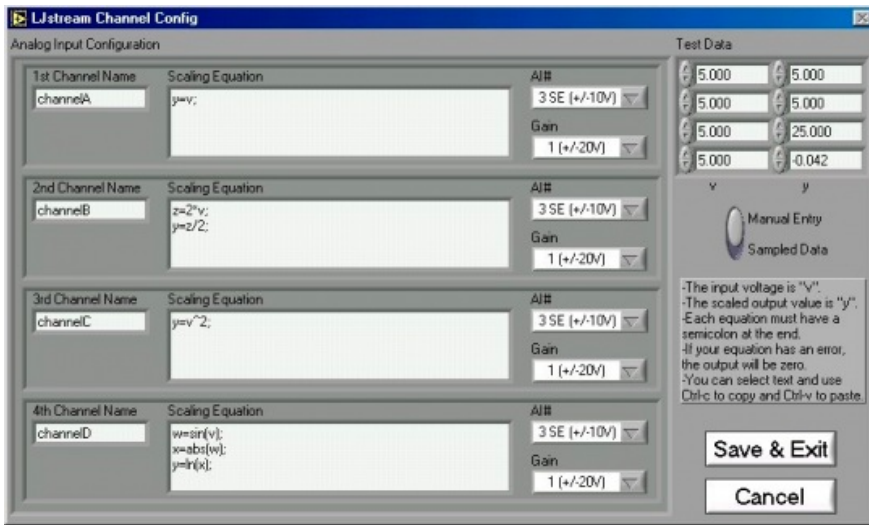 LJstream Channel Config
Analog Input Configuration
1st Channel Name
channelA
Scaling Equation
y=v;
AI#
3 SE (+/-10V)
Gain
1 (+/-20V)
2nd Channel Name
channelB
Scaling Equation
z=2*v;
y=z/2;
AI#
3 SE (+/-10V)
Gain
1 (+/-20V)
3rd Channel Name
channelC
Scaling Equation
y=v^2;
AI#
3 SE (+/-10V)
Gain
1 (+/-20V)
4th Channel Name
channelD
Scaling Equation
w=sin(v);
x=abs(w);
y=ln(x);
AI#
3 SE (+/-10V)
Gain
1 (+/-20V)
Test Data
5.000 5.000
5.000 5.000
5.000 25.000
5.000 -0.042
v y
Manual Entry
Sampled Data
-The input voltage is "v".
-The scaled output value is "y".
-Each equation must have a
semicolon at the end.
-If your equation has an error,
the output will be zero.
-You can select text and use
Ctrl-c to copy and Ctrl-v to paste.
Save & Exit
Cancel